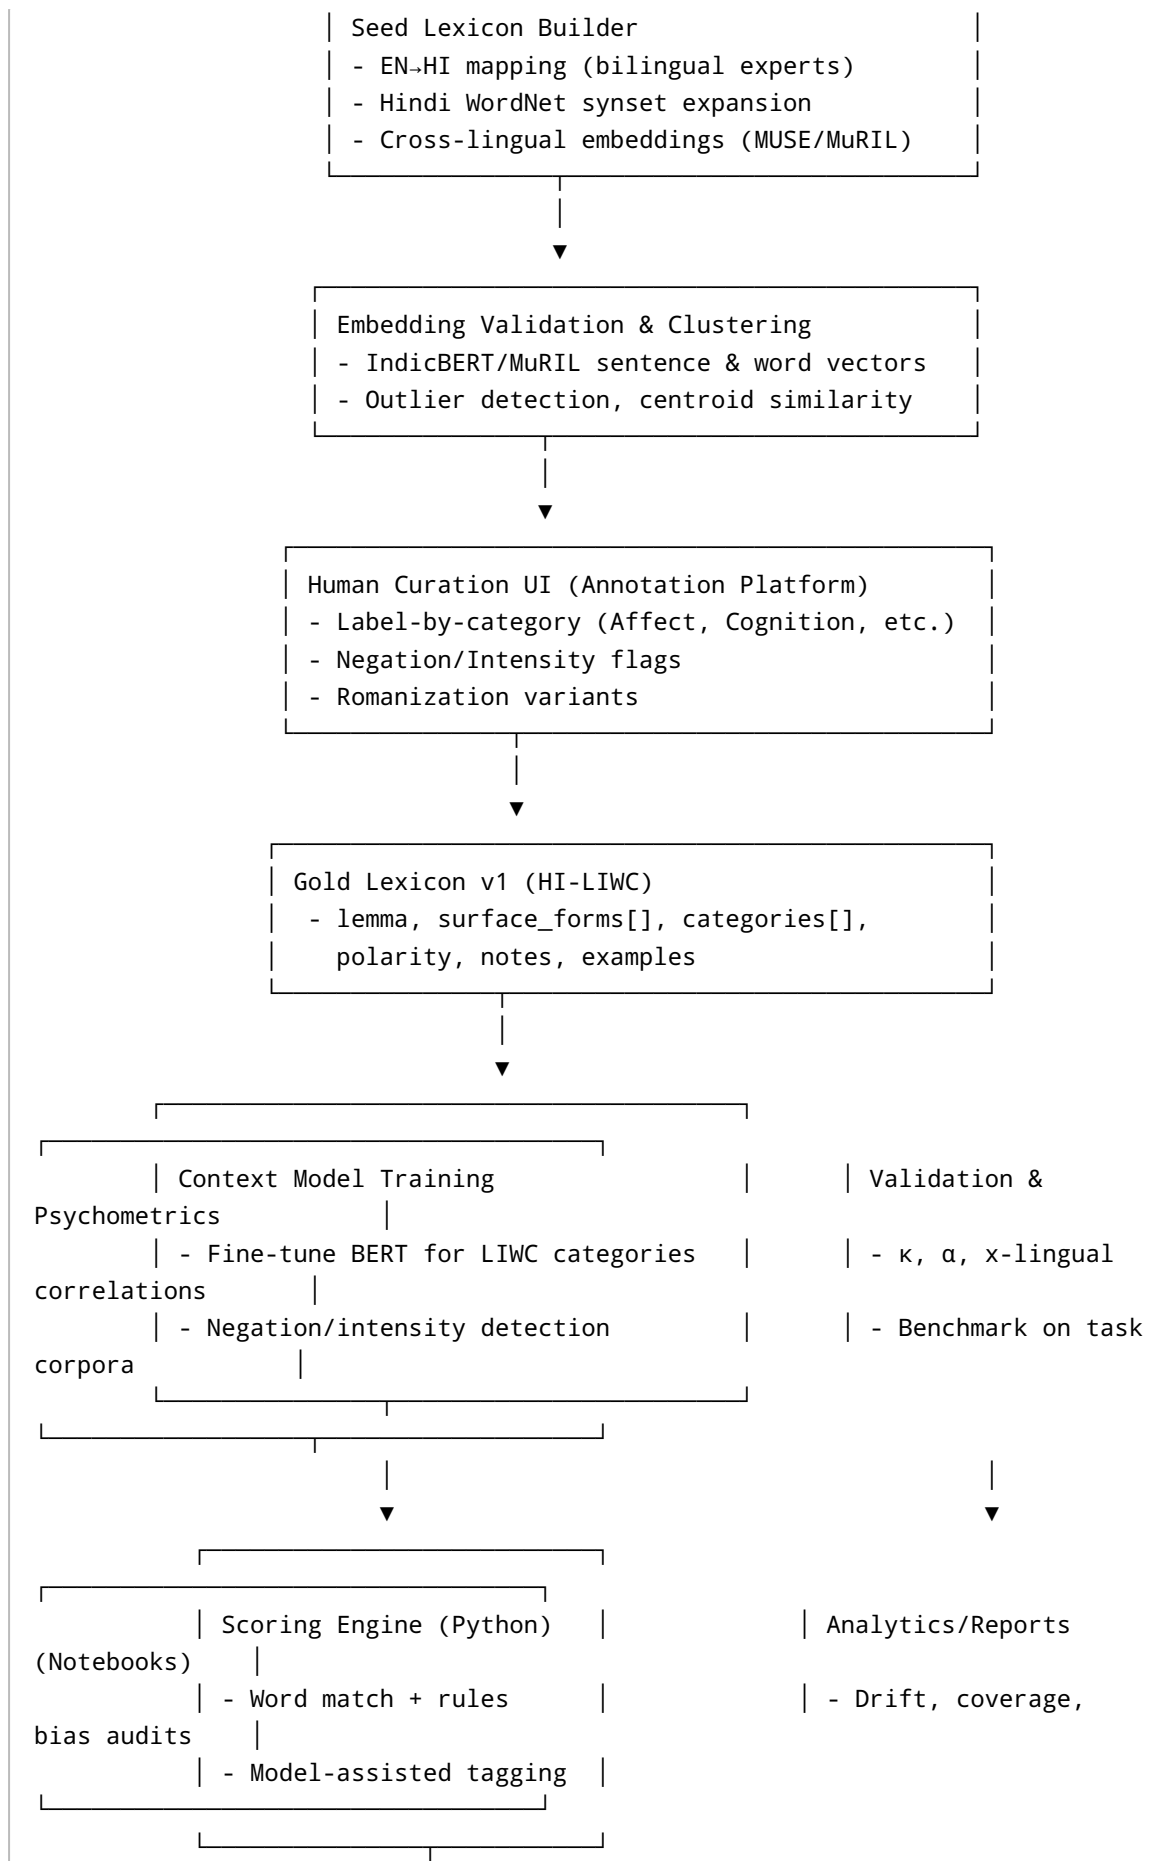 Seed Lexicon Builder
- EN→HI mapping (bilingual experts)
- Hindi WordNet synset expansion
- Cross-lingual embeddings (MUSE/MuRIL)
Embedding Validation & Clustering
- IndicBERT/MuRIL sentence & word vectors
- Outlier detection, centroid similarity
Human Curation UI (Annotation Platform)
- Label-by-category (Affect, Cognition, etc.)
- Negation/Intensity flags
- Romanization variants
Gold Lexicon v1 (HI-LIWC)
- lemma, surface_forms[], categories[],
polarity, notes, examples
Context Model Training Validation &
Psychometrics
- Fine-tune BERT for LIWC categories - κ, α, x-lingual
correlations
- Negation/intensity detection - Benchmark on task
corpora
Scoring Engine (Python) Analytics/Reports
(Notebooks)
- Word match + rules - Drift, coverage,
bias audits
- Model-assisted tagging